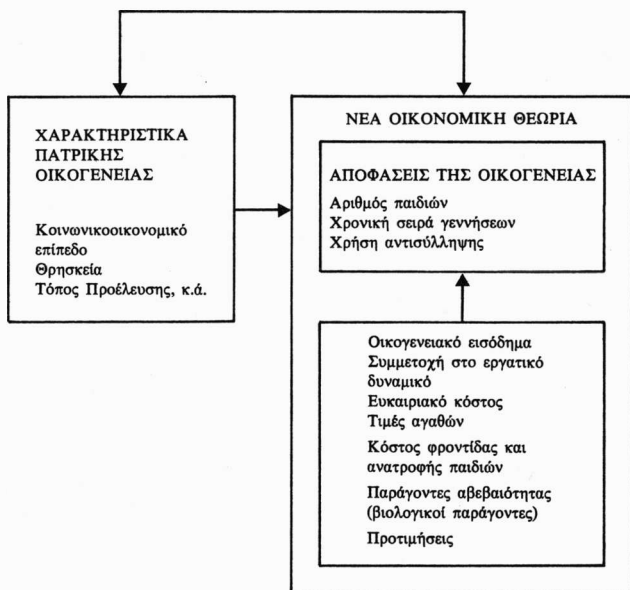 ΧΑΡΑΚΤΗΡΙΣΤΙΚΑ
ΠΑΤΡΙΚΗΣ
ΟΙΚΟΓΕΝΕΙΑΣ
Κοινωνικοοικονομικό
επίπεδο
Θρησκεία
Τόπος Προέλευσης, κ.ά.
ΝΕΑ ΟΙΚΟΝΟΜΙΚΗ ΘΕΩΡΙΑ
ΑΠΟΦΑΣΕΙΣ ΤΗΣ ΟΙΚΟΓΕΝΕΙΑΣ
Αριθμός παιδιών
Χρονική σειρά γεννήσεων
Χρήση αντισύλληψης
Οικογενειακό εισόδημα
Συμμετοχή στο εργατικό
δυναμικό
Ευκαιριακό κόστος
Τιμές αγαθών
Κόστος φροντίδας και
ανατροφής παιδιών
Παράγοντες αβεβαιότητας
(βιολογικοί παράγοντες)
Προτιμήσεις